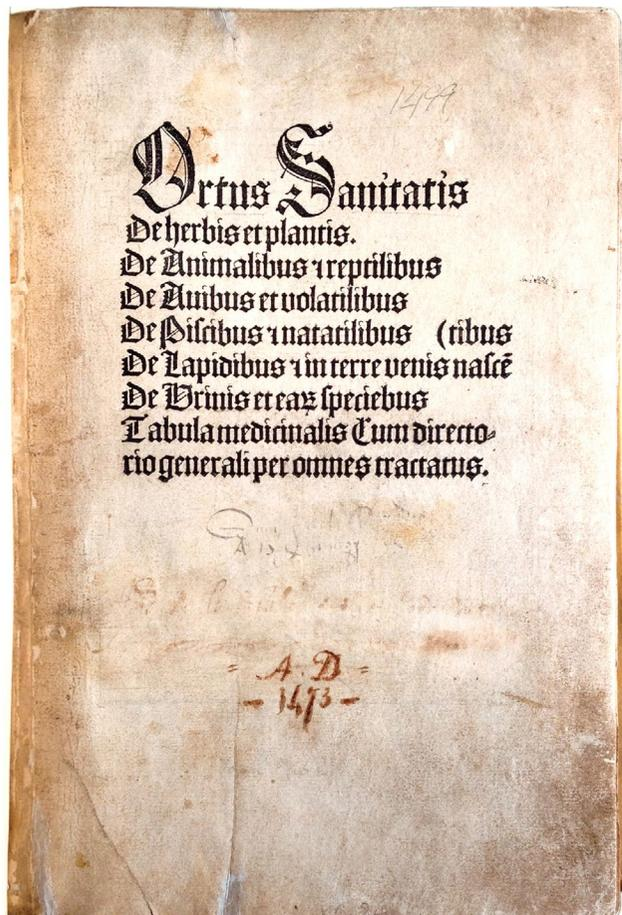 1499
Ortus Sanitatis
De herbis et plantis.
De Animalibus ⁊ reptilibus
De Auibus et volatilibus
De Piscibus ⁊ natatilibus (tibus
De Lapidibus ⁊ in terre venis nascē
De Urinis et eaꝝ speciebus
Tabula medicinalis Cum directo⸗
rio generali per omnes tractatus.
= A. D =
- 1473 -